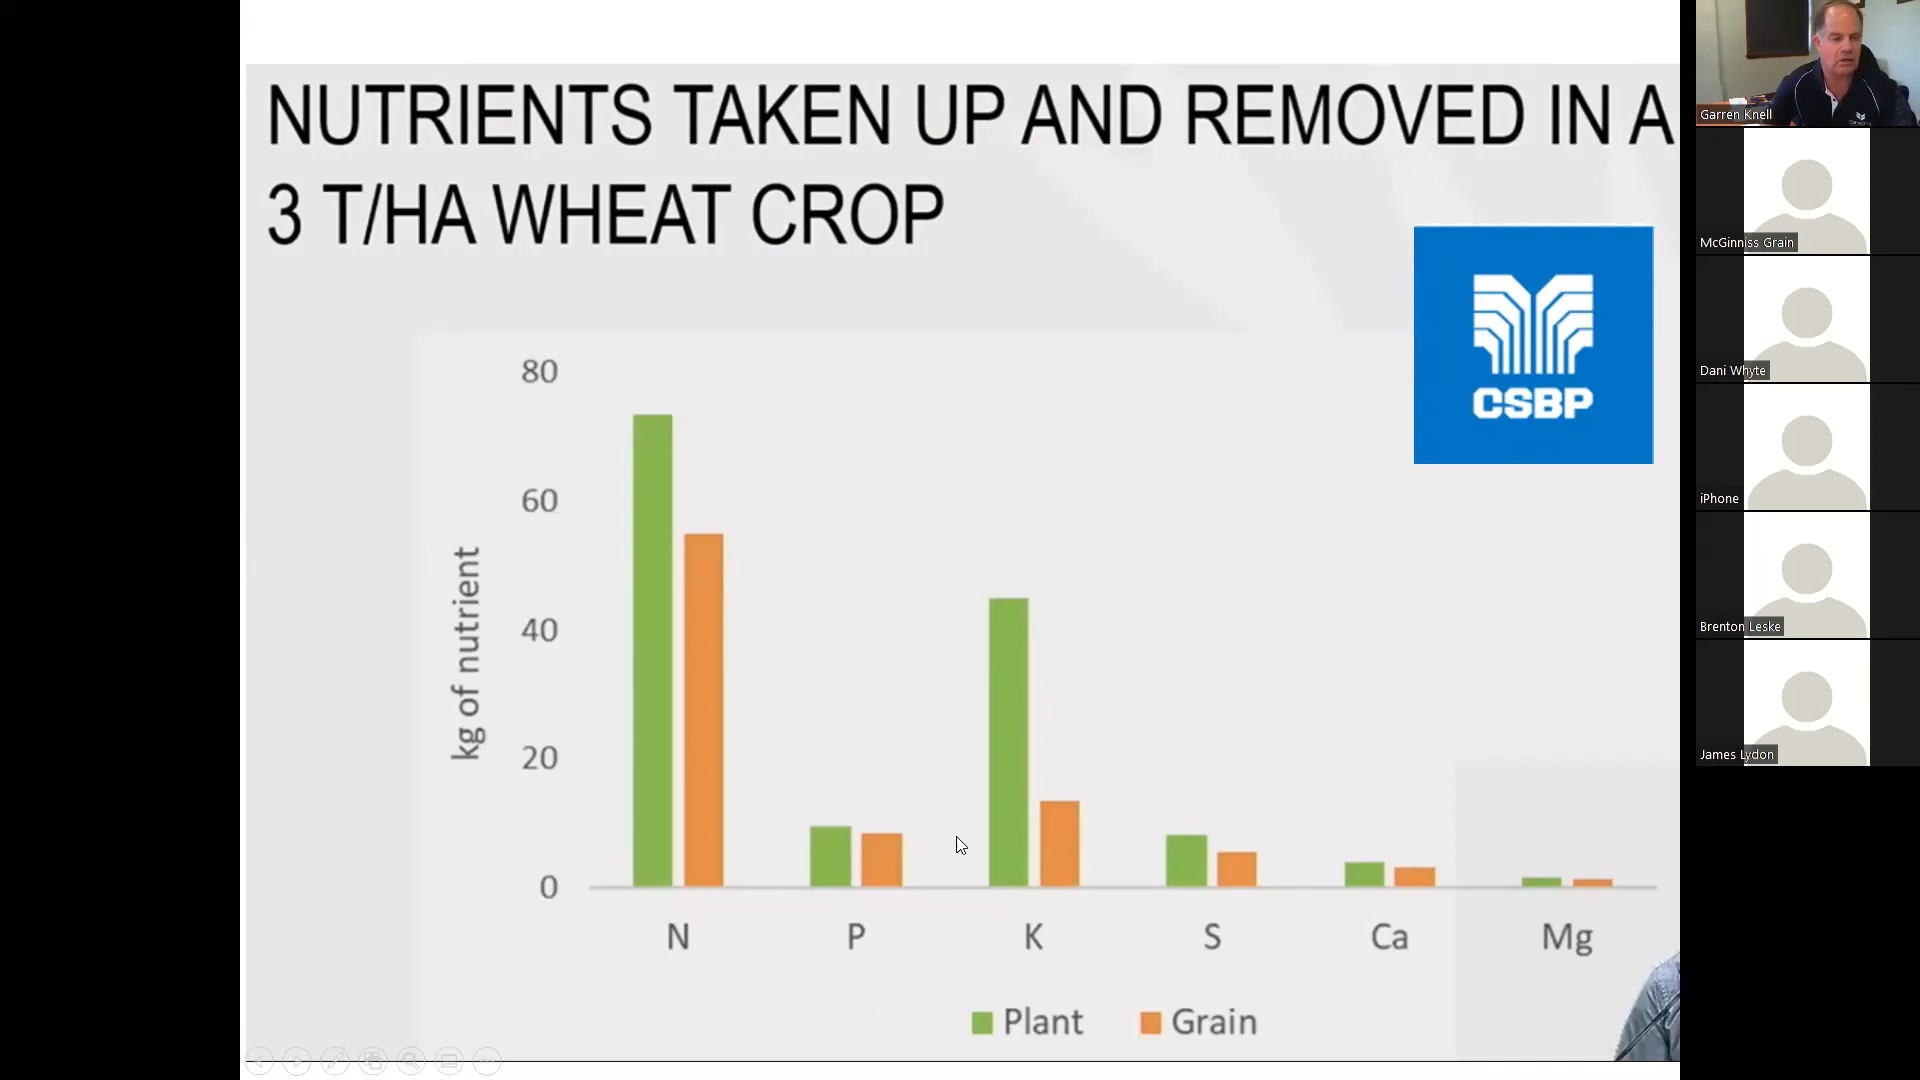 NUTRIENTS TAKEN UP AND REMOVED IN A
3 T/HA WHEAT CROP
CSBP
80
60
40
20
0
kg of nutrient
N P K S Ca Mg
Plant Grain
Garren Knell
McGinniss Grain
Dani Whyte
iPhone
Brenton Leske
James Lydon